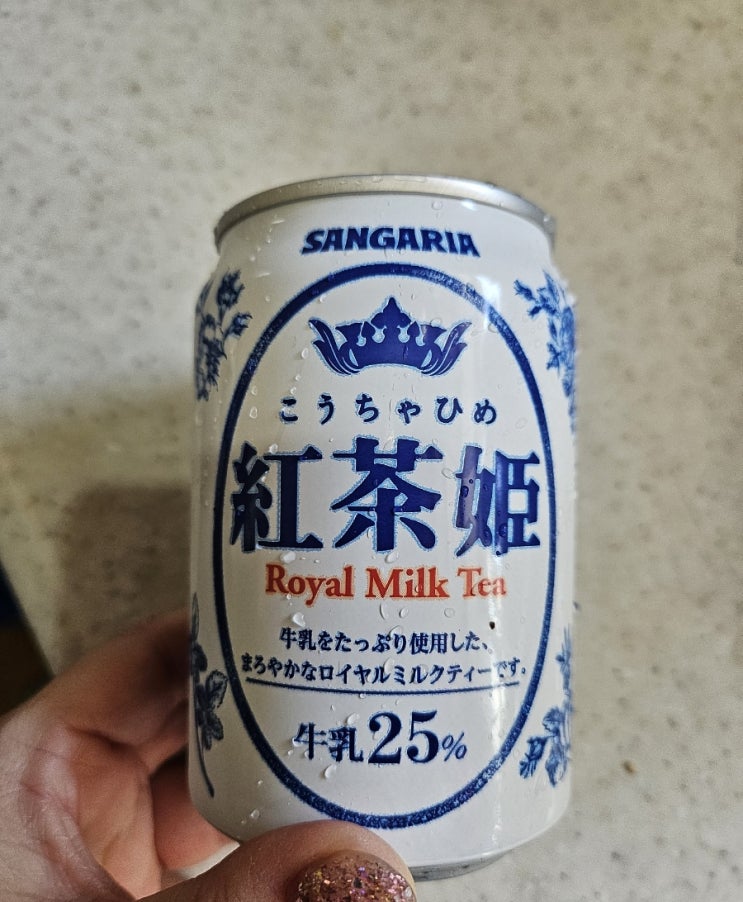 SANGARIA
こうちゃひめ
紅茶姫
Royal Milk Tea
牛乳をたっぷり使用した、
まろやかなロイヤルミルクティーです。
牛乳25%